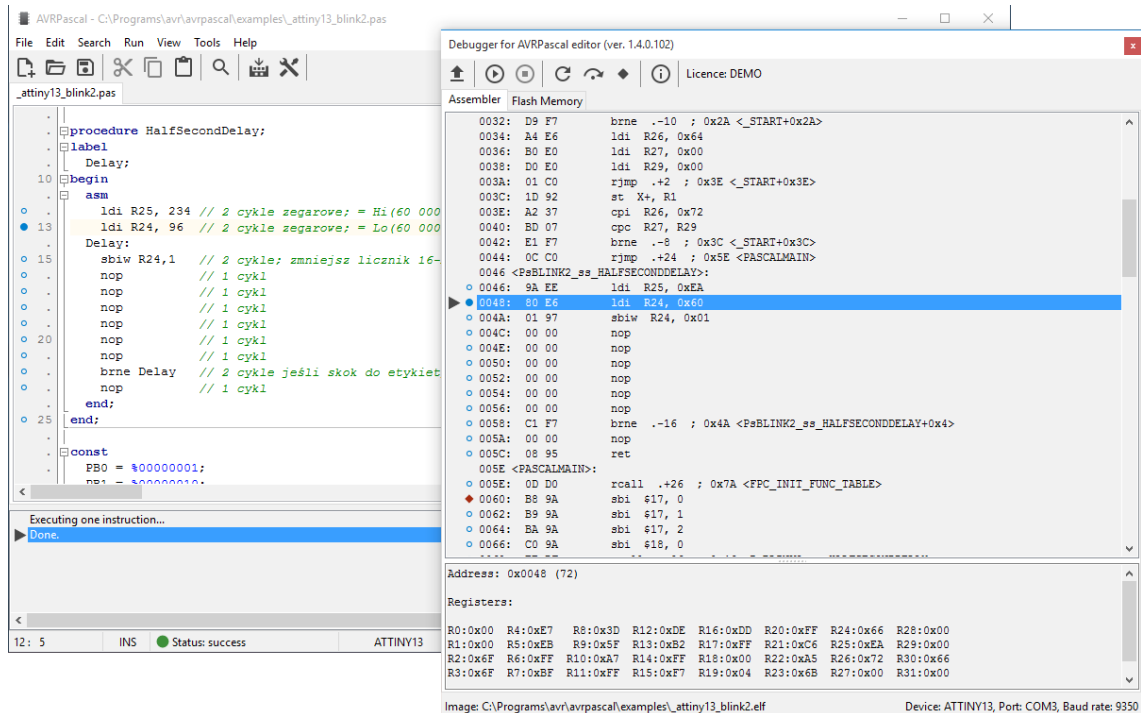 AVRPascal - C:\Programs\avr\avrpascal\examples\_attiny13_blink2.pas
File Edit Search Run View Tools Help
_attiny13_blink2.pas
procedure HalfSecondDelay;
label
Delay;
10 begin
asm
ldi R25, 234 // 2 cykle zegarowe; = Hi(60 000
13 ldi R24, 96 // 2 cykle zegarowe; = Lo(60 000
Delay:
15 sbiw R24,1 // 2 cykle; zmniejsz licznik 16-
nop // 1 cykl
nop // 1 cykl
nop // 1 cykl
nop // 1 cykl
20 nop // 1 cykl
nop // 1 cykl
brne Delay // 2 cykle jeśli skok do etykiet
nop // 1 cykl
end;
25 end;
const
PB0 = %00000001;
PB1 = %00000010;
Executing one instruction...
Done.
12: 5 INS Status: success ATTINY13
Debugger for AVRPascal editor (ver. 1.4.0.102)
Licence: DEMO
Assembler Flash Memory
0032: D9 F7 brne .-10 ; 0x2A <_START+0x2A>
0034: A4 E6 ldi R26, 0x64
0036: B0 E0 ldi R27, 0x00
0038: D0 E0 ldi R29, 0x00
003A: 01 C0 rjmp .+2 ; 0x3E <_START+0x3E>
003C: 1D 92 st X+, R1
003E: A2 37 cpi R26, 0x72
0040: BD 07 cpc R27, R29
0042: E1 F7 brne .-8 ; 0x3C <_START+0x3C>
0044: 0C C0 rjmp .+24 ; 0x5E <PASCALMAIN>
0046 <PsBLINK2_ss_HALFSECONDDELAY>:
0046: 9A EE ldi R25, 0xEA
0048: 80 E6 ldi R24, 0x60
004A: 01 97 sbiw R24, 0x01
004C: 00 00 nop
004E: 00 00 nop
0050: 00 00 nop
0052: 00 00 nop
0054: 00 00 nop
0056: 00 00 nop
0058: C1 F7 brne .-16 ; 0x4A <PsBLINK2_ss_HALFSECONDDELAY+0x4>
005A: 00 00 nop
005C: 08 95 ret
005E <PASCALMAIN>:
005E: 0D D0 rcall .+26 ; 0x7A <FPC_INIT_FUNC_TABLE>
0060: B8 9A sbi $17, 0
0062: B9 9A sbi $17, 1
0064: BA 9A sbi $17, 2
0066: C0 9A sbi $18, 0
Address: 0x0048 (72)
Registers:
R0:0x00 R4:0xE7 R8:0x3D R12:0xDE R16:0xDD R20:0xFF R24:0x66 R28:0x00
R1:0x00 R5:0xEB R9:0x5F R13:0xB2 R17:0xFF R21:0xC6 R25:0xEA R29:0x00
R2:0x6F R6:0xFF R10:0xA7 R14:0xFF R18:0x00 R22:0xA5 R26:0x72 R30:0x66
R3:0x6F R7:0xBF R11:0xFF R15:0xF7 R19:0x04 R23:0x6B R27:0x00 R31:0x00
Image: C:\Programs\avr\avrpascal\examples\_attiny13_blink2.elf Device: ATTINY13, Port: COM3, Baud rate: 9350